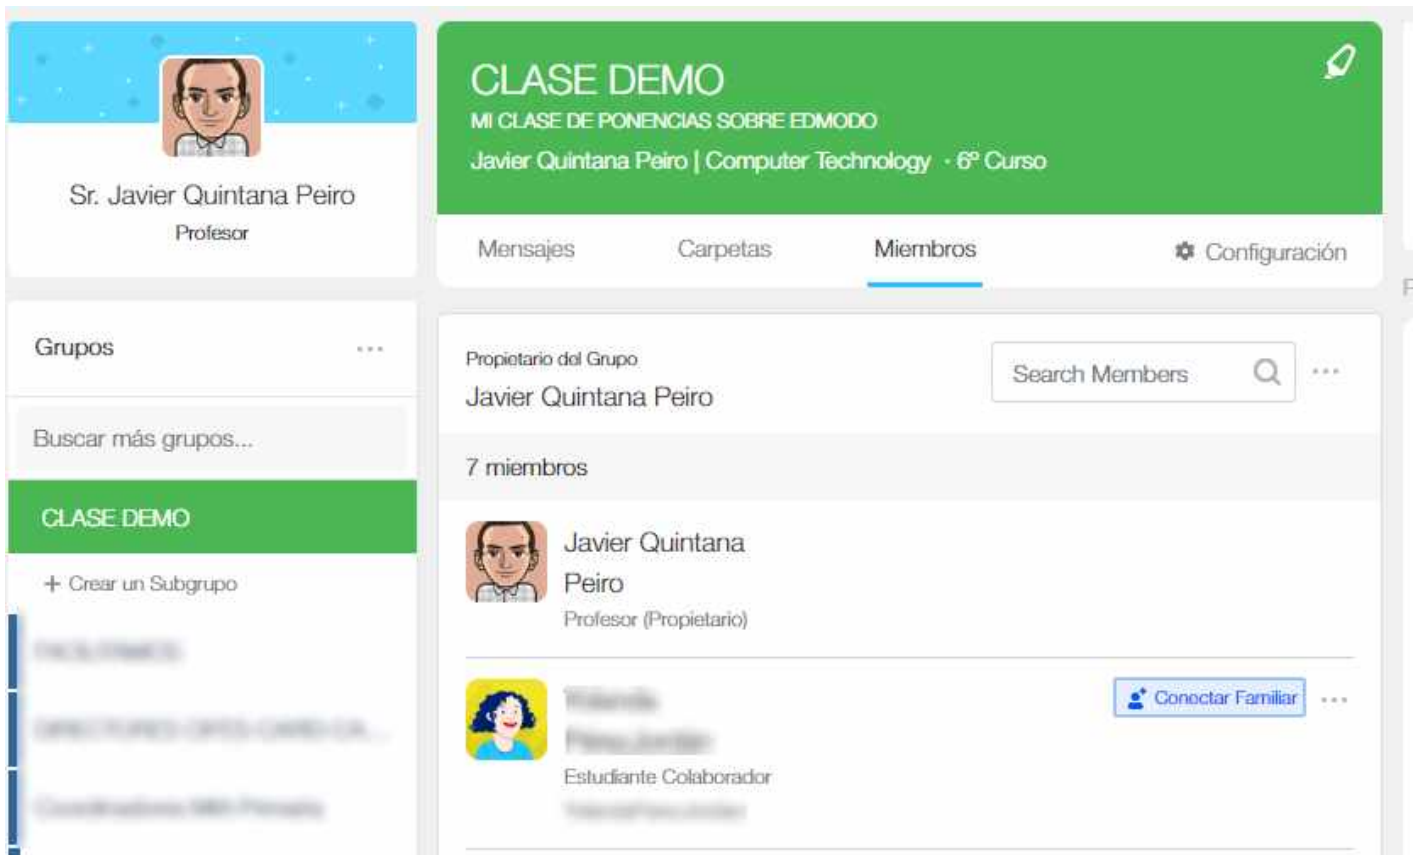 Sr. Javier Quintana Peiro
Profesor
Grupos
Buscar más grupos...
CLASE DEMO
+ Crear un Subgrupo
CLASE DEMO
MI CLASE DE PONENCIAS SOBRE EDMODO
Javier Quintana Peiro | Computer Technology · 6º Curso
Mensajes
Carpetas
Miembros
Configuración
Propietario del Grupo
Javier Quintana Peiro
Search Members
7 miembros
Javier Quintana
Peiro
Profesor (Propietario)
Conectar Familiar
Estudiante Colaborador